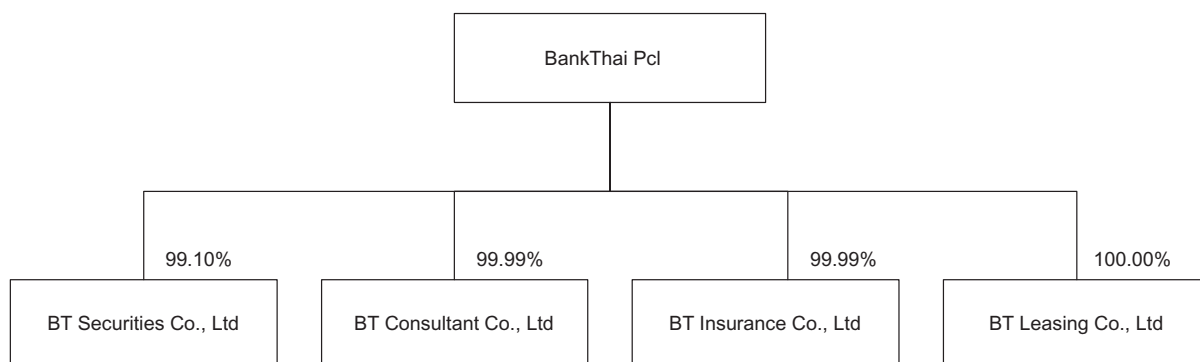 BankThai Pcl
99.10%
99.99%
99.99%
100.00%
BT Securities Co., Ltd
BT Consultant Co., Ltd
BT Insurance Co., Ltd
BT Leasing Co., Ltd